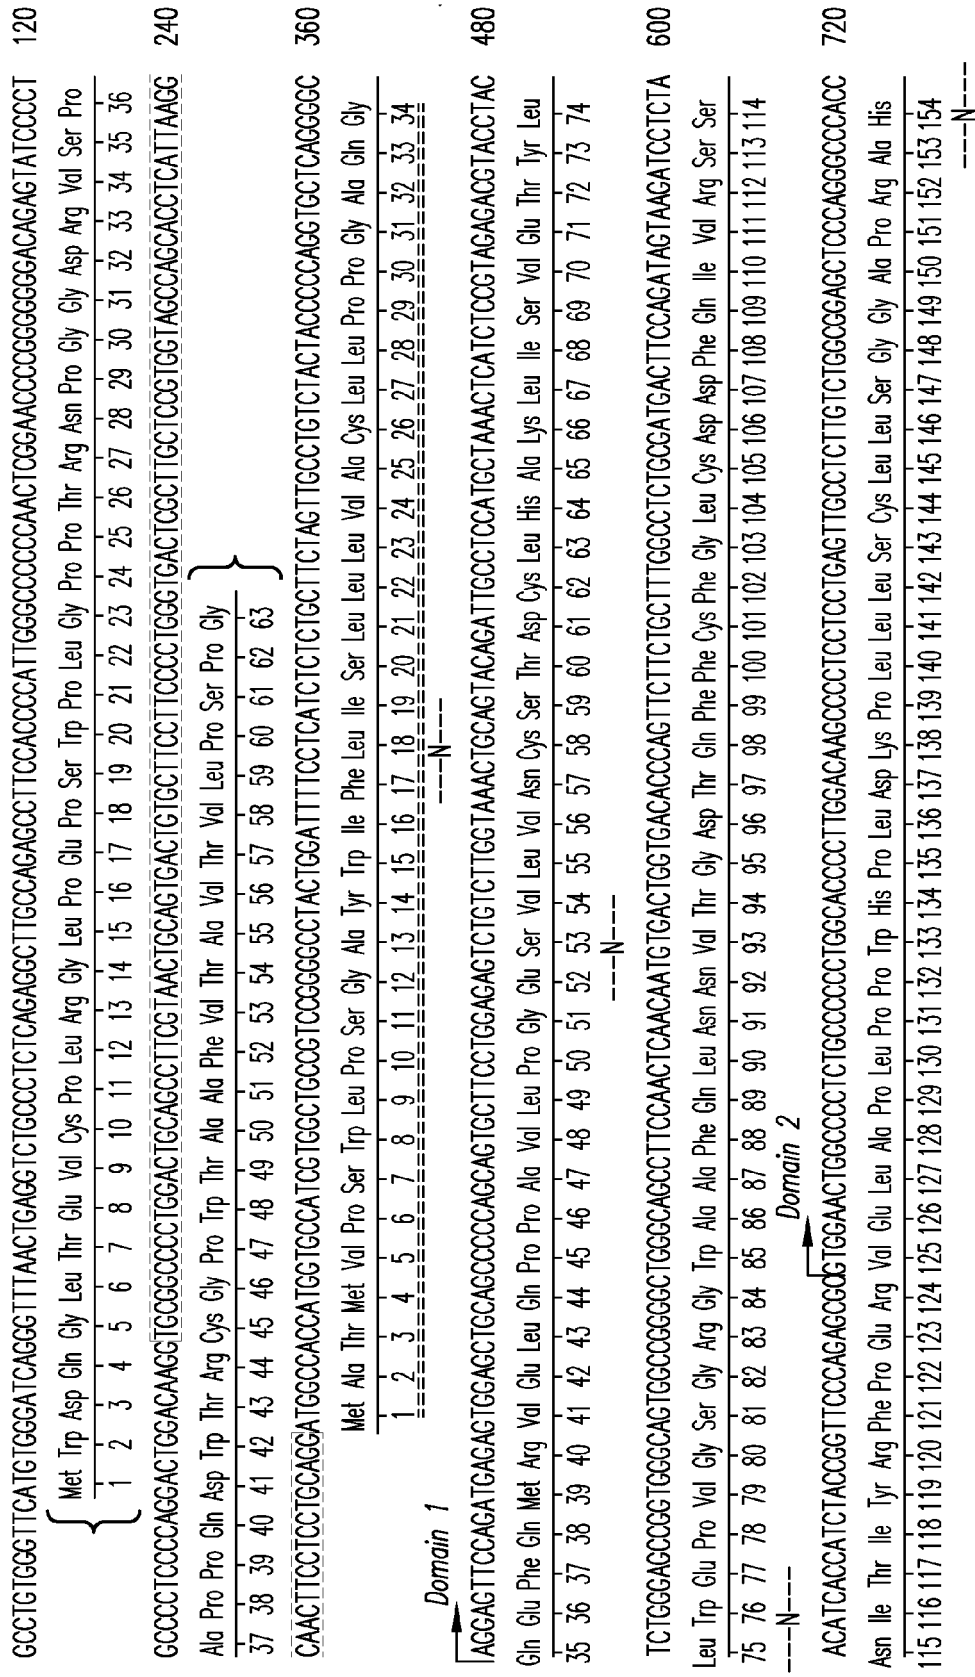 GCCTGTGGGTTCATGTGGGATCAGGGTTTAACTGAGGTCTGCCCTCTCAGAGGCTTGCCAGAGCCTTCCACCCCATTGGGCCCCCCCAACTCGGAACCCCGGGGGGGACAGAGTATCCCCT 120
Met Trp Asp Gln Gly Leu Thr Glu Val Cys Pro Leu Arg Gly Leu Pro Glu Pro Ser Trp Pro Leu Gly Pro Pro Thr Arg Asn Pro Gly Gly Asp Arg Val Ser Pro
1 2 3 4 5 6 7 8 9 10 11 12 13 14 15 16 17 18 19 20 21 22 23 24 25 26 27 28 29 30 31 32 33 34 35 36
GCCCCTCCCCAGGACTGGACAAGGTGCGGCCCCTGGACTGCAGCCTTCGTAACTGCAGTGACTGTGCTTCCTTCCCCTGGGTGACTCGCTTGCTCCGTGGTAGCCAGCACCTCATTAAGG 240
Ala Pro Pro Gln Asp Trp Thr Arg Cys Gly Pro Trp Thr Ala Ala Phe Val Thr Ala Val Thr Val Leu Pro Ser Pro Gly
37 38 39 40 41 42 43 44 45 46 47 48 49 50 51 52 53 54 55 56 57 58 59 60 61 62 63
CAACTTCTCTCCTGCAGGATGGCCACCATGGTGCCATCGTGGCTGCCGTCCGGGGCCTACTGGATTTTCCTCATCTCTCTGCTTCTAGTTGCCTGTCTCTACTACCCCCAGGTGCTCAGGGGC 360
Met Ala Thr Met Val Pro Ser Trp Leu Pro Ser Gly Ala Tyr Trp Ile Phe Leu Ile Ser Leu Leu Leu Val Ala Cys Leu Leu Pro Pro Gly Ala Gln Gly
1 2 3 4 5 6 7 8 9 10 11 12 13 14 15 16 17 18 19 20 21 22 23 24 25 26 27 28 29 30 31 32 33 34
---N---
Domain 1
AGGAGTTCCAGATGAGAGTGGAGCTGCAGCCCCCAGCAGTGCTTCCTGGAGAGTCTGTGTCTTGGTAAACTGCAGTACAGATTGCCTCCATGCTAAACTCATCTCCGTAGAGACGTACCTAC 480
Gln Glu Phe Gln Met Arg Val Glu Leu Gln Pro Pro Ala Val Leu Pro Gly Glu Ser Val Leu Val Asn Cys Ser Thr Asp Cys Leu His Ala Lys Leu Ile Ser Val Glu Thr Tyr Leu
35 36 37 38 39 40 41 42 43 44 45 46 47 48 49 50 51 52 53 54 55 56 57 58 59 60 61 62 63 64 65 66 67 68 69 70 71 72 73 74
---N---
TCTGGGAGCCGGTGGGCAGTGGCCGGGGCTGGGCAGCCTTCCAACTCAACAATGTGACTGGTGACACCCAGTTCTTCTGCTTTGGCCTCTGCGATGACTTCCAGATAGTAAGATCCTCTA 600
Leu Trp Glu Pro Val Gly Ser Gly Arg Gly Trp Ala Ala Phe Gln Leu Asn Asn Val Thr Gly Asp Thr Gln Phe Phe Cys Phe Gly Leu Cys Asp Asp Phe Gln Ile Val Arg Ser Ser
75 76 77 78 79 80 81 82 83 84 85 86 87 88 89 90 91 92 93 94 95 96 97 98 99 100 101 102 103 104 105 106 107 108 109 110 111 112 113 114
---N---
Domain 2
ACATCACCATCTACCGGTTCCCAGAGCGCGTGGAACTGGCCCCTCTGCCCCCCTGGCACCCCTTGGACAAGCCCCTCCTCCTGAGTTGCCTCTTGTCTGGCGGAGCTCCCAGGGCCCACC 720
Asn Ile Thr Ile Tyr Arg Phe Pro Glu Arg Val Glu Leu Ala Pro Leu Pro Pro Trp His Pro Leu Asp Lys Pro Leu Leu Leu Ser Cys Leu Leu Ser Gly Gly Ala Pro Arg Ala His
115 116 117 118 119 120 121 122 123 124 125 126 127 128 129 130 131 132 133 134 135 136 137 138 139 140 141 142 143 144 145 146 147 148 149 150 151 152 153 154
---N---